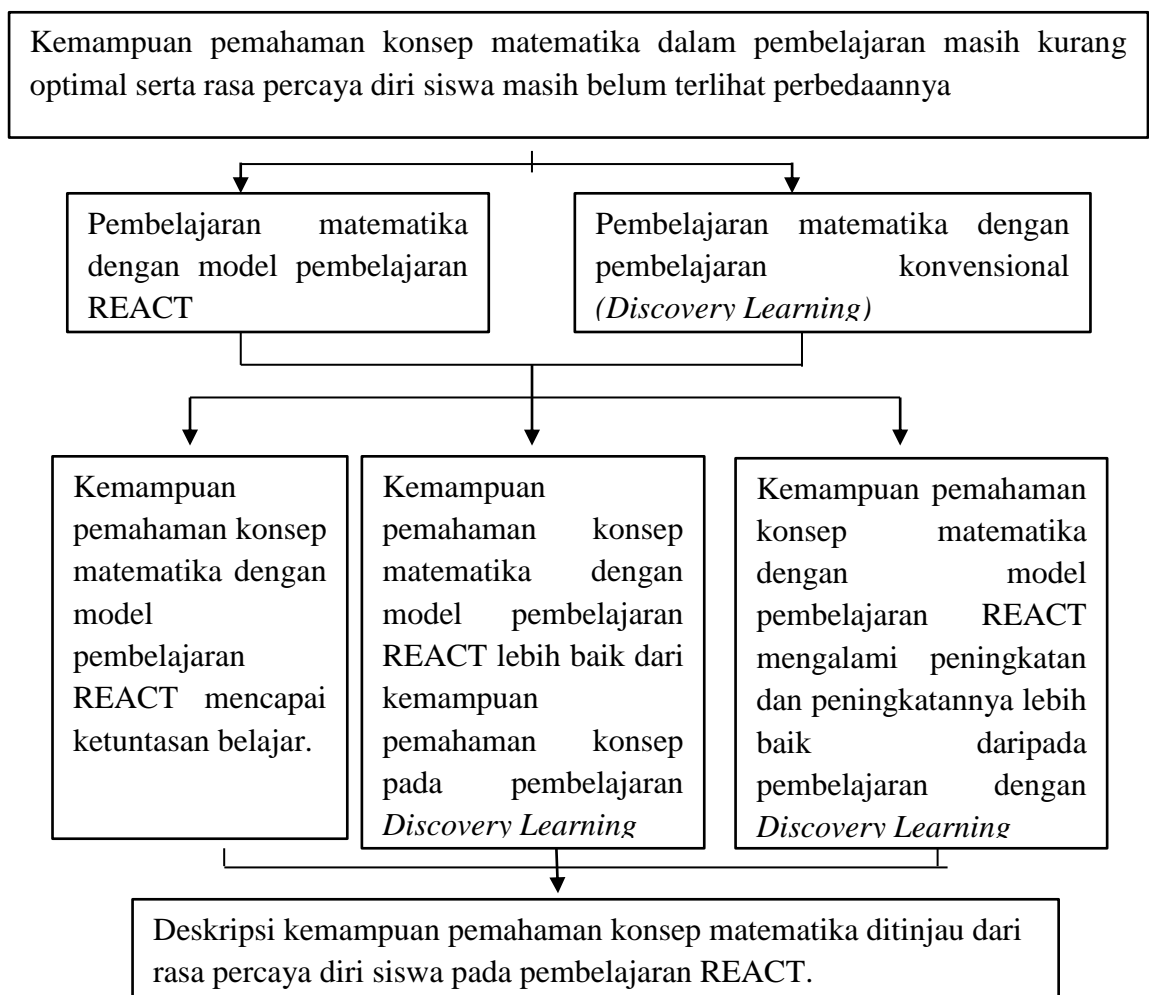 Kemampuan pemahaman konsep matematika dalam pembelajaran masih kurang
optimal serta rasa percaya diri siswa masih belum terlihat perbedaannya
Pembelajaran matematika
dengan model pembelajaran
REACT
Pembelajaran matematika dengan
pembelajaran konvensional
(Discovery Learning)
Kemampuan
pemahaman konsep
matematika dengan
model
pembelajaran
REACT mencapai
ketuntasan belajar.
Kemampuan
pemahaman konsep
matematika dengan
model pembelajaran
REACT lebih baik dari
kemampuan
pemahaman konsep
pada pembelajaran
Discovery Learning
Kemampuan pemahaman
konsep matematika
dengan model
pembelajaran REACT
mengalami peningkatan
dan peningkatannya lebih
baik daripada
pembelajaran dengan
Discovery Learning
Deskripsi kemampuan pemahaman konsep matematika ditinjau dari
rasa percaya diri siswa pada pembelajaran REACT.